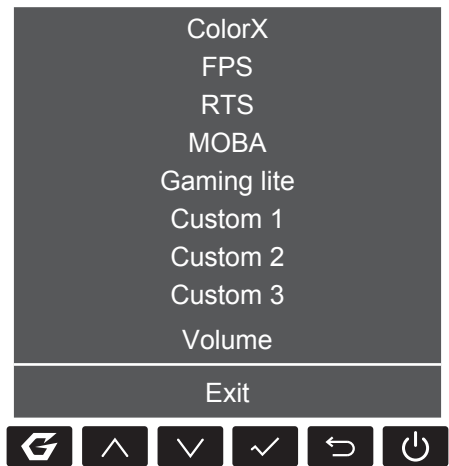 ColorX
FPS
RTS
MOBA
Gaming lite
Custom 1
Custom 2
Custom 3
Volume
Exit